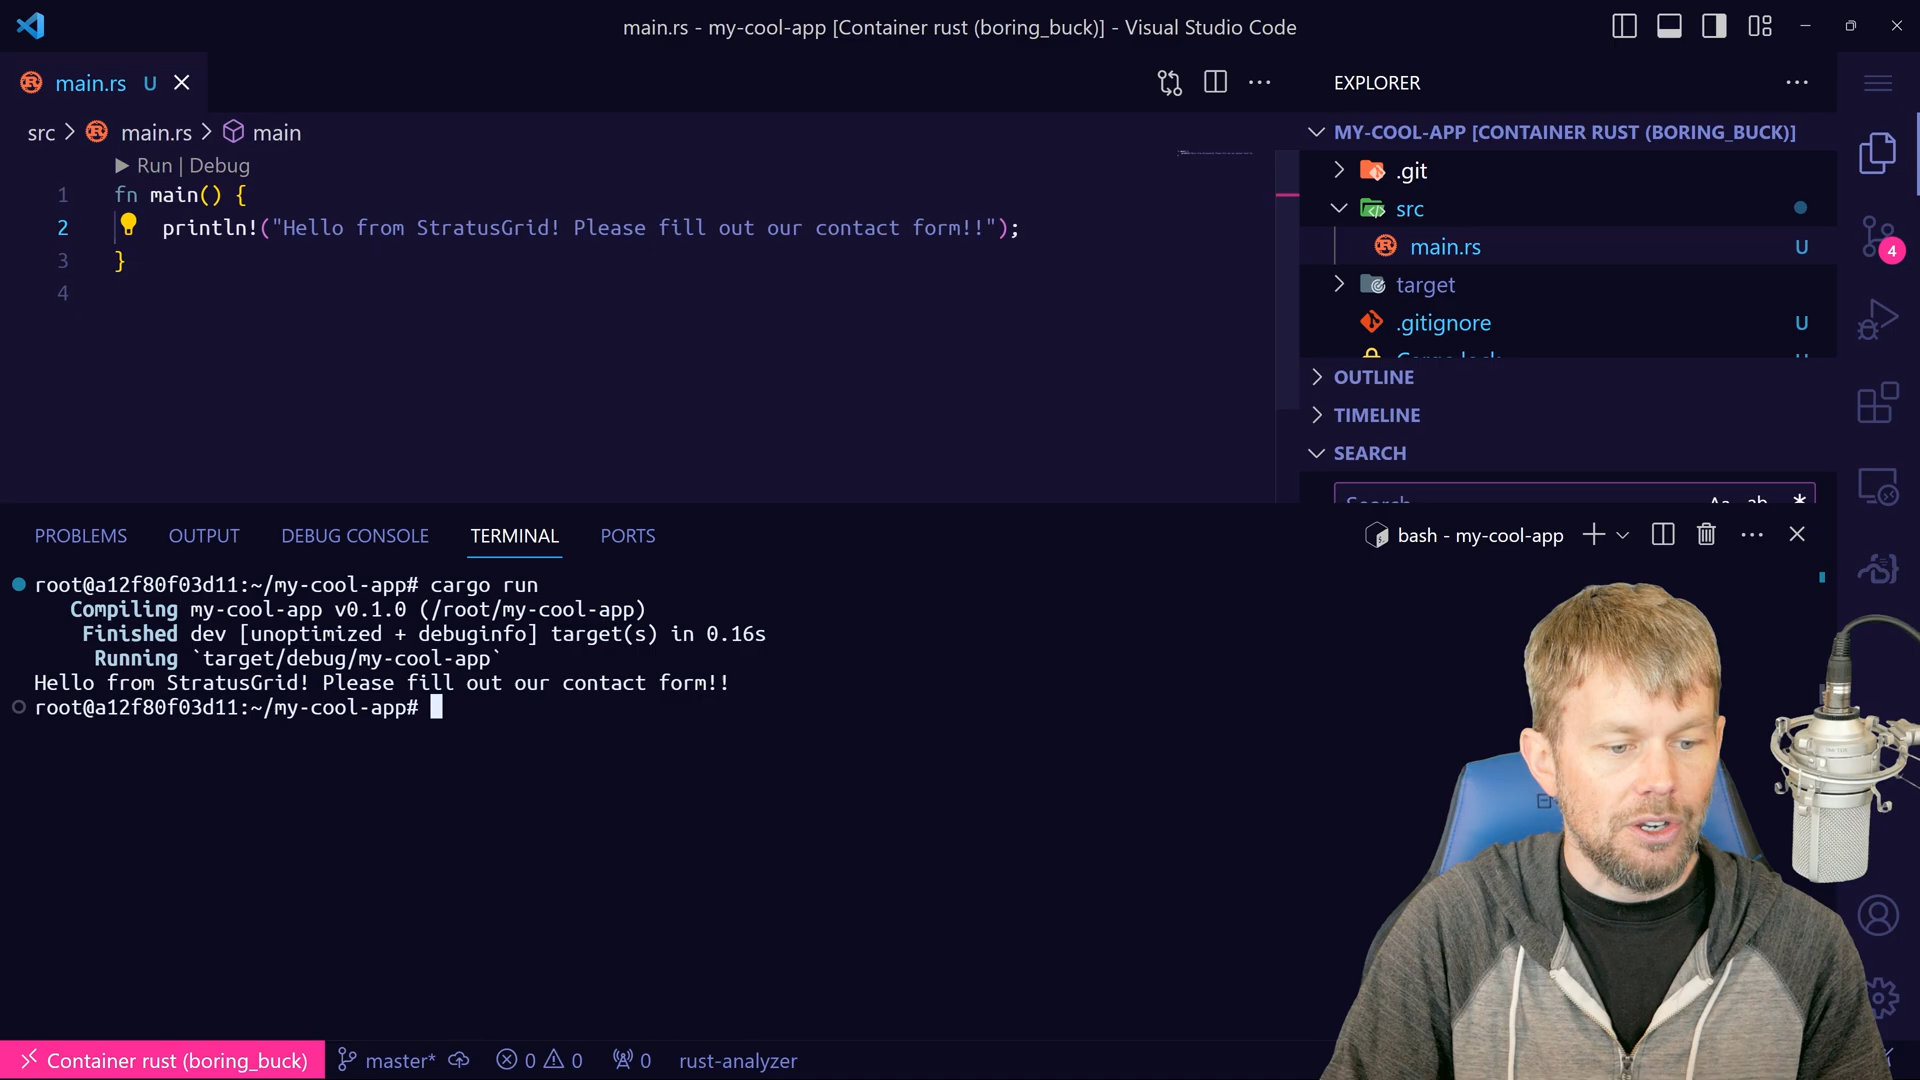 main.rs - my-cool-app [Container rust (boring_buck)] - Visual Studio Code
main.rs U
src > main.rs > main
Run | Debug
1 fn main() {
2 println!("Hello from StratusGrid! Please fill out our contact form!!");
3 }
4
EXPLORER
MY-COOL-APP [CONTAINER RUST (BORING_BUCK)]
.git
src
main.rs U
target
.gitignore U
Cargo.lock U
OUTLINE
TIMELINE
SEARCH
Search Aa ab *
4
PROBLEMS OUTPUT DEBUG CONSOLE TERMINAL PORTS
bash - my-cool-app
root@a12f80f03d11:~/my-cool-app# cargo run
Compiling my-cool-app v0.1.0 (/root/my-cool-app)
Finished dev [unoptimized + debuginfo] target(s) in 0.16s
Running `target/debug/my-cool-app`
Hello from StratusGrid! Please fill out our contact form!!
root@a12f80f03d11:~/my-cool-app#
Container rust (boring_buck) master* 0 0 0 rust-analyzer